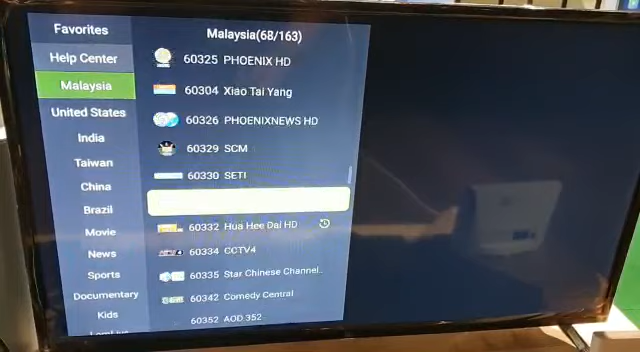 Favorites
Help Center
Malaysia
United States
India
Taiwan
China
Brazil
Movie
News
Sports
Documentary
Kids
Malaysia(68/163)
60325 PHOENIX HD
60304 Xiao Tai Yang
60326 PHOENIXNEWS HD
60329 SCM
60330 SETI
60332 Hua Hee Dai HD
60334 CCTV4
60335 Star Chinese Channel..
60342 Comedy Central
60352 AOD 352